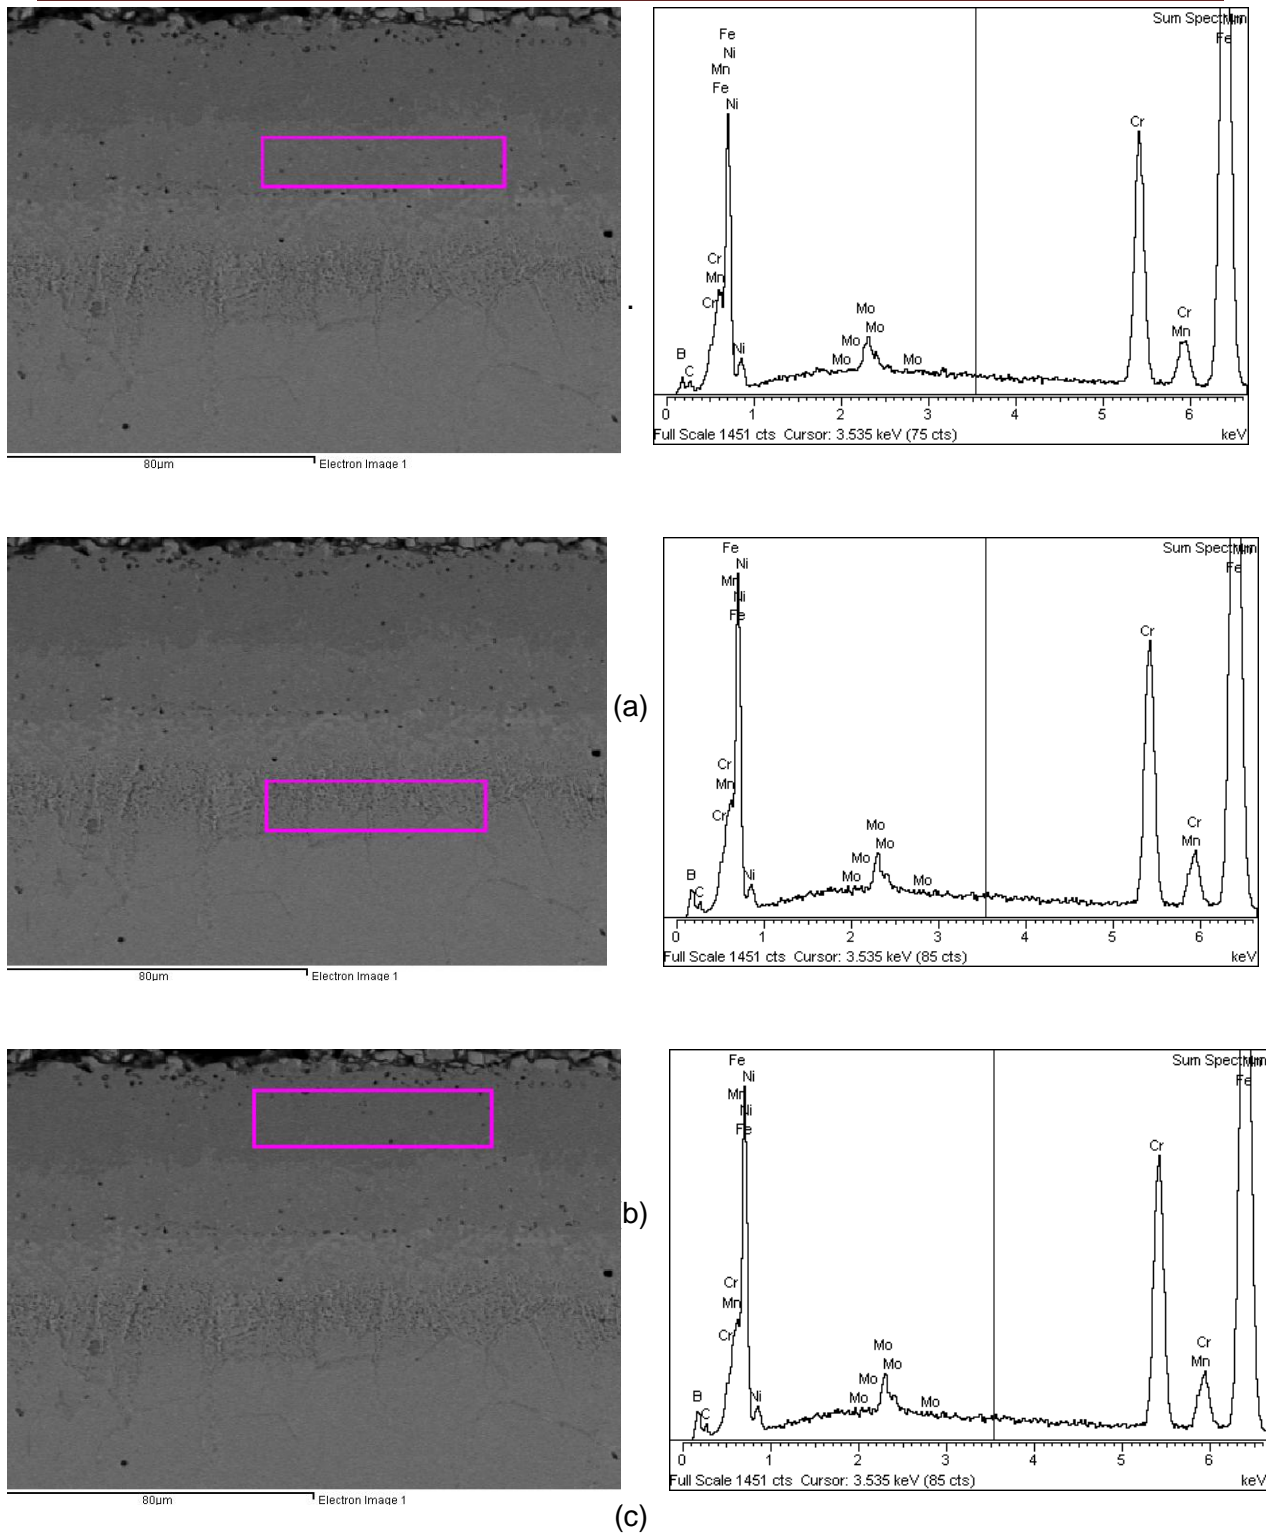 Sum Spectrum
Fe
Fe
Ni
Mn
Fe
Ni
Cr
Cr
Mn
Cr
Mo
Mo
Mo
Mo
Mo
Cr
Mn
B
C
Ni
0 1 2 3 4 5 6
Full Scale 1451 cts Cursor: 3.535 keV (75 cts) keV
80µm Electron Image 1
.
Fe
Ni
Mn
Ni
Fe
Sum Spectrum
Fe
Cr
Cr
Mn
Cr
Mo
Mo
Mo
Mo
Mo
Cr
Mn
B
C
Ni
0 1 2 3 4 5 6
Full Scale 1451 cts Cursor: 3.535 keV (85 cts) keV
80µm Electron Image 1
(a)
Fe
Ni
Mn
Ni
Fe
Sum Spectrum
Fe
Cr
Cr
Mn
Cr
Mo
Mo
Mo
Mo
Mo
Cr
Mn
B
C
Ni
0 1 2 3 4 5 6
Full Scale 1451 cts Cursor: 3.535 keV (85 cts) keV
80µm Electron Image 1
b)
(c)